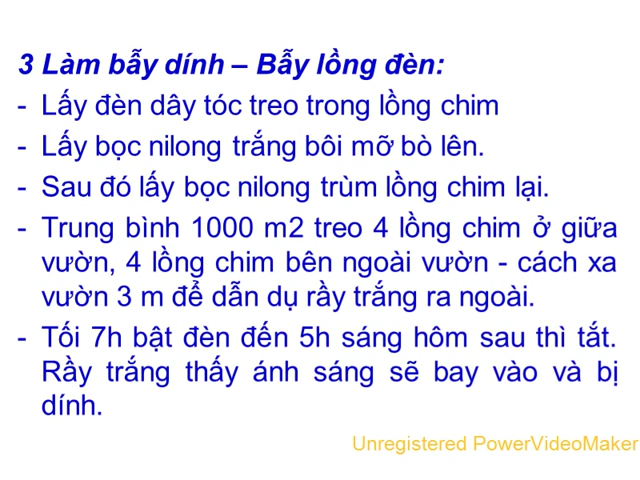 3 Làm bẫy dính – Bẫy lồng đèn:
- Lấy đèn dây tóc treo trong lồng chim
- Lấy bọc nilong trắng bôi mỡ bò lên.
- Sau đó lấy bọc nilong trùm lồng chim lại.
- Trung bình 1000 m2 treo 4 lồng chim ở giữa
vườn, 4 lồng chim bên ngoài vườn - cách xa
vườn 3 m để dẫn dụ rầy trắng ra ngoài.
- Tối 7h bật đèn đến 5h sáng hôm sau thì tắt.
Rầy trắng thấy ánh sáng sẽ bay vào và bị
dính.
Unregistered PowerVideoMaker